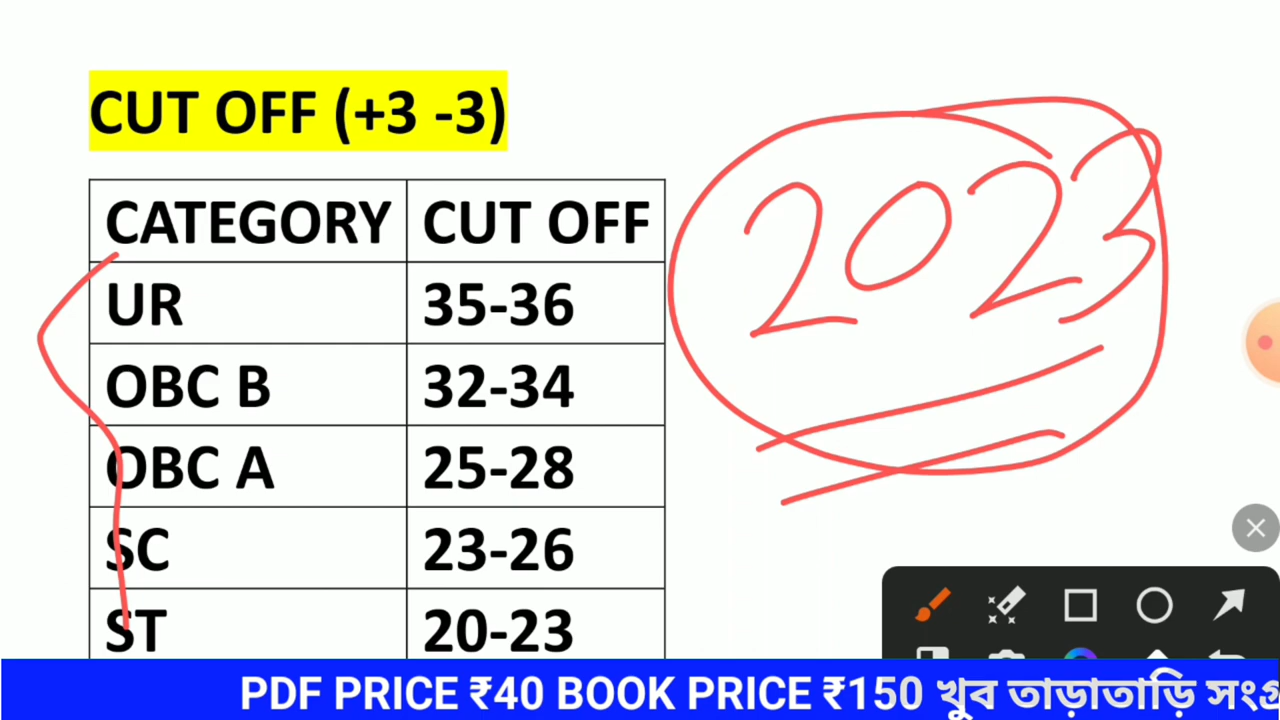 CUT OFF (+3 -3)
2023
CATEGORY CUT OFF
UR 35-36
OBC B 32-34
OBC A 25-28
SC 23-26
ST 20-23
PDF PRICE ₹40 BOOK PRICE ₹150 খুব তাড়াতাড়ি